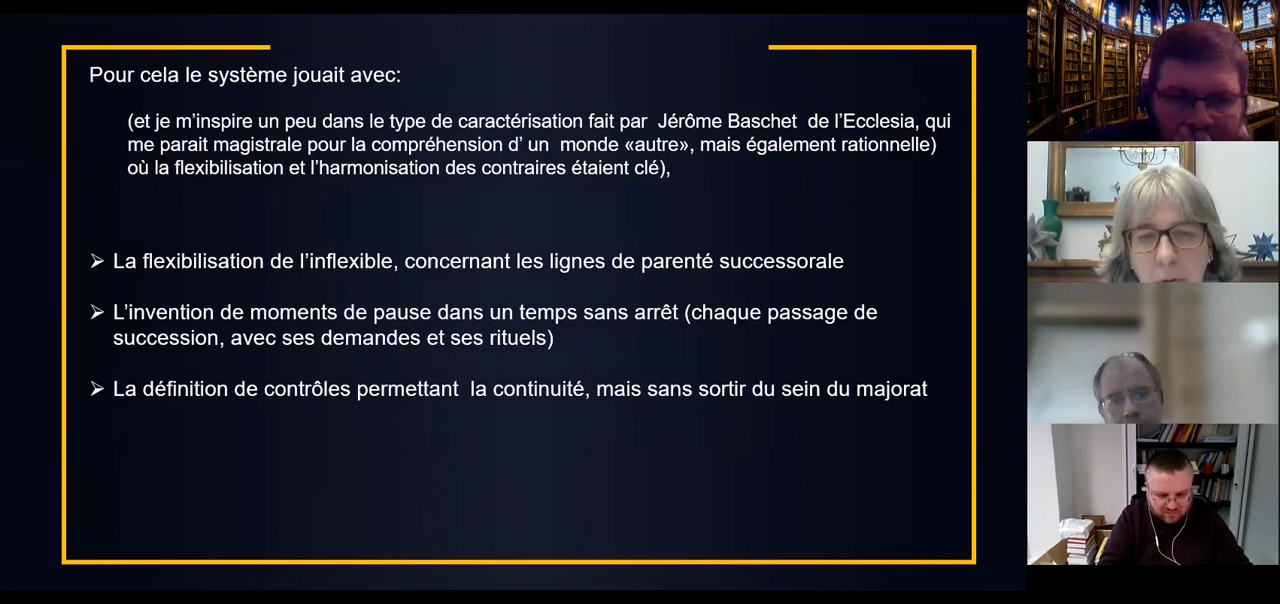 Pour cela le système jouait avec:
(et je m’inspire un peu dans le type de caractérisation fait par Jérôme Baschet de l’Ecclesia, qui
me parait magistrale pour la compréhension d’ un monde «autre», mais également rationnelle)
où la flexibilisation et l’harmonisation des contraires étaient clé),
➢ La flexibilisation de l’inflexible, concernant les lignes de parenté successorale
➢ L’invention de moments de pause dans un temps sans arrêt (chaque passage de
succession, avec ses demandes et ses rituels)
➢ La définition de contrôles permettant la continuité, mais sans sortir du sein du majorat